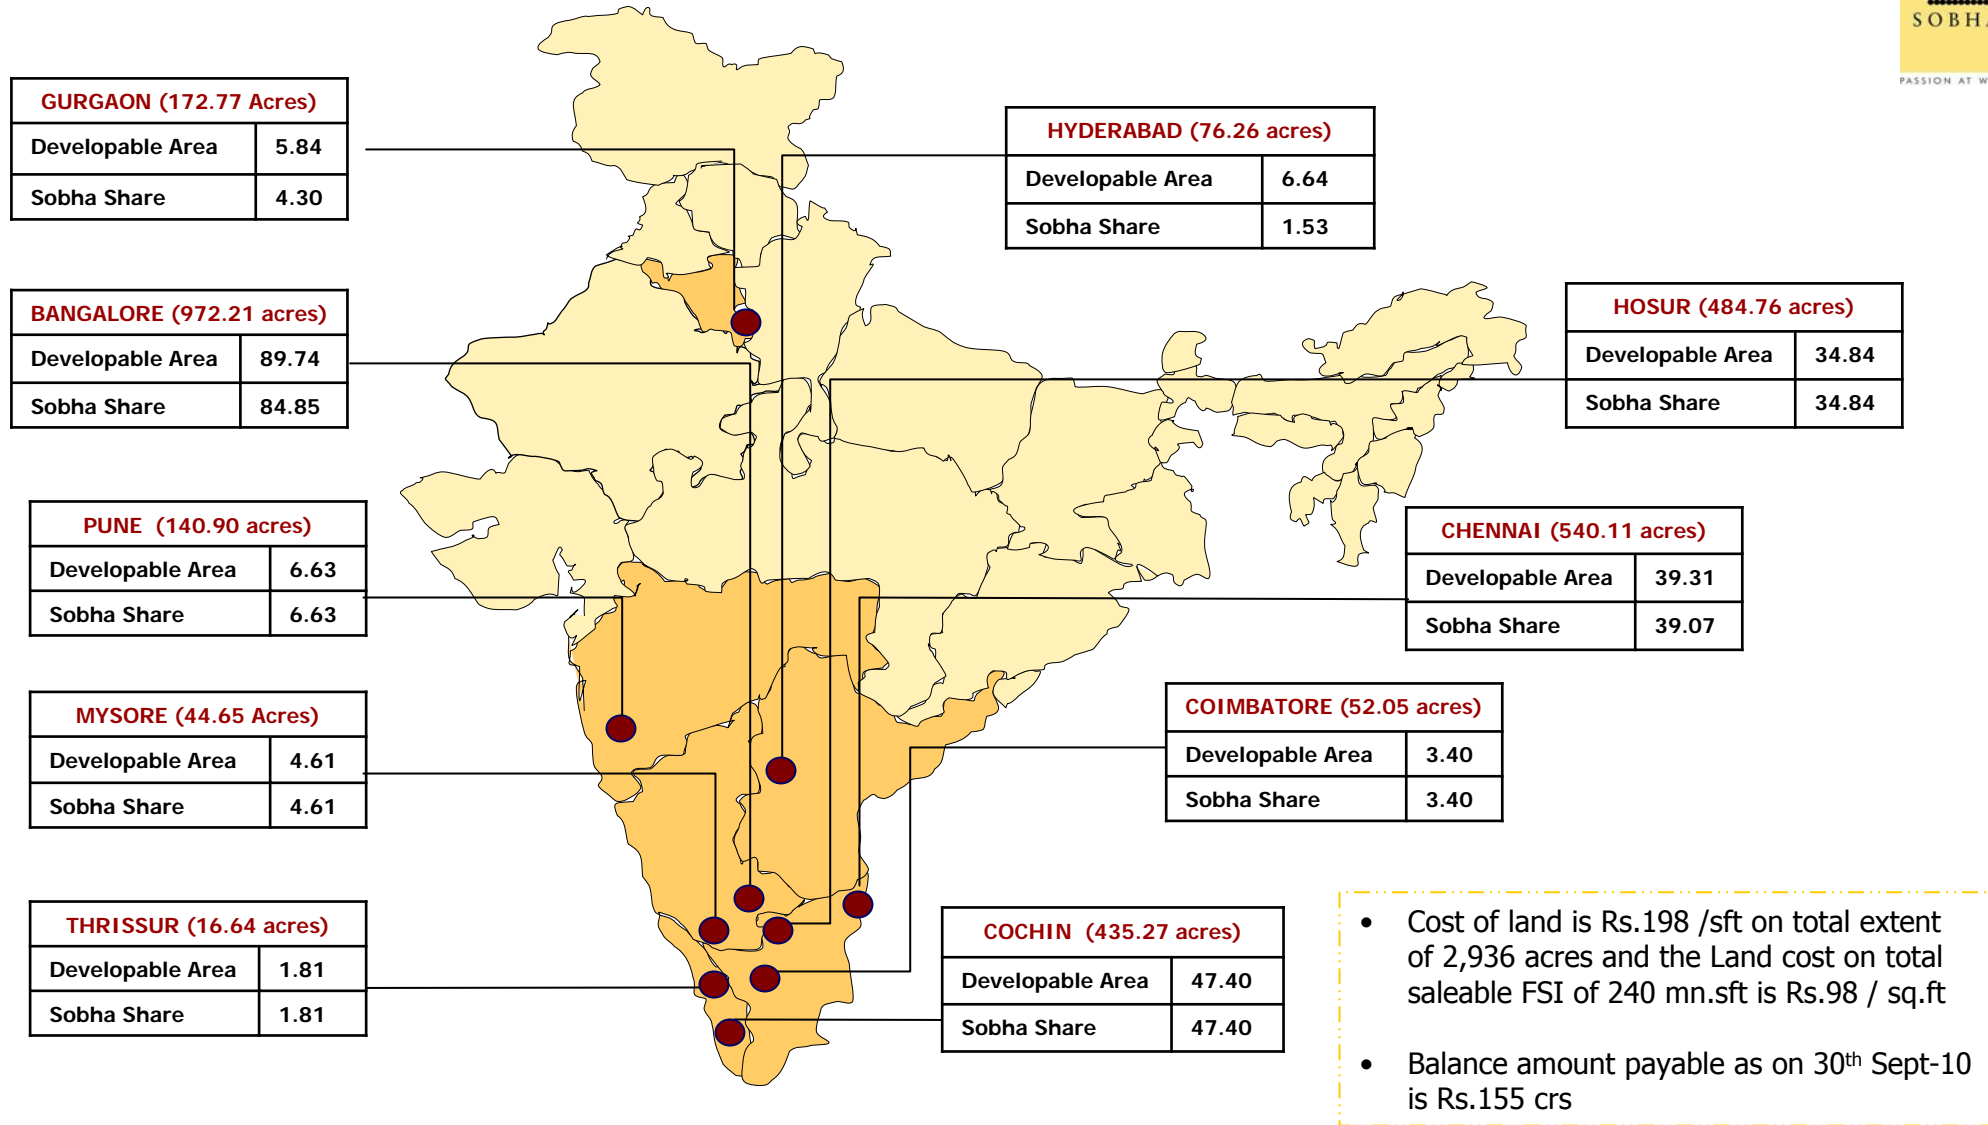 SOBHA
PASSION AT W
GURGAON (172.77 Acres)
Developable Area 5.84
Sobha Share 4.30
HYDERABAD (76.26 acres)
Developable Area 6.64
Sobha Share 1.53
BANGALORE (972.21 acres)
Developable Area 89.74
Sobha Share 84.85
HOSUR (484.76 acres)
Developable Area 34.84
Sobha Share 34.84
PUNE (140.90 acres)
Developable Area 6.63
Sobha Share 6.63
CHENNAI (540.11 acres)
Developable Area 39.31
Sobha Share 39.07
MYSORE (44.65 Acres)
Developable Area 4.61
Sobha Share 4.61
COIMBATORE (52.05 acres)
Developable Area 3.40
Sobha Share 3.40
THRISSUR (16.64 acres)
Developable Area 1.81
Sobha Share 1.81
COCHIN (435.27 acres)
Developable Area 47.40
Sobha Share 47.40
• Cost of land is Rs.198 /sft on total extent
of 2,936 acres and the Land cost on total
saleable FSI of 240 mn.sft is Rs.98 / sq.ft
• Balance amount payable as on 30th Sept-10
is Rs.155 crs